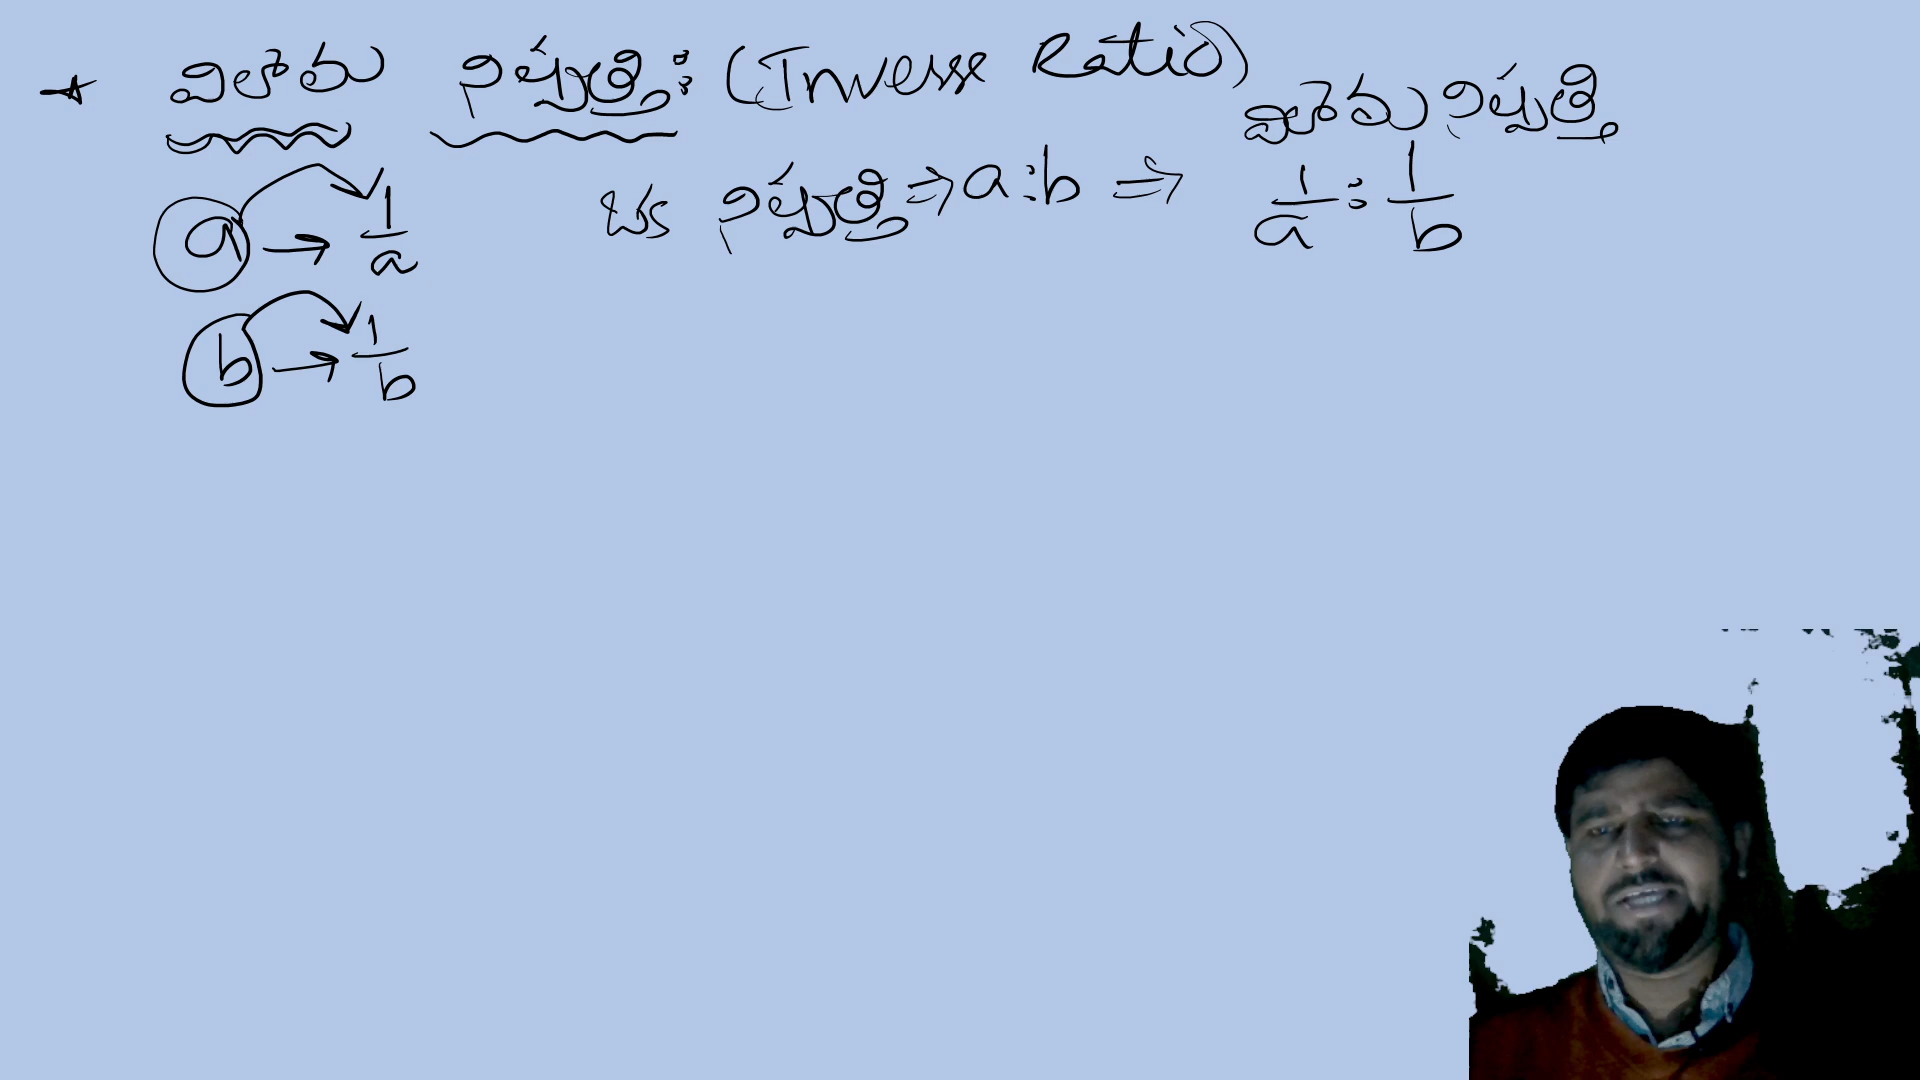 * విలోమ నిష్పత్తి: (Inverse Ratio)
విలోమ నిష్పత్తి
a → 1/a
ఒక నిష్పత్తి ⇒ a:b ⇒ 1/a : 1/b
b → 1/b